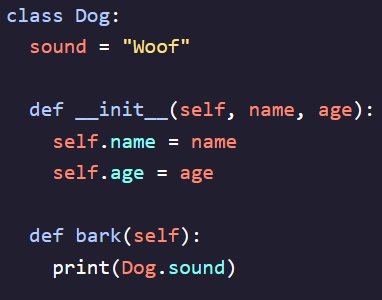 class Dog:
  sound = "Woof"

  def __init__(self, name, age):
    self.name = name
    self.age = age

  def bark(self):
    print(Dog.sound)